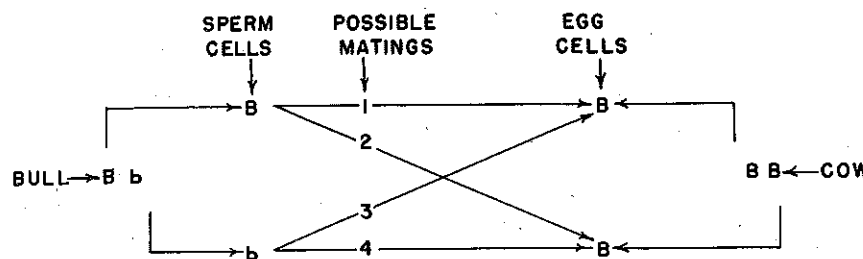 SPERM CELLS POSSIBLE MATINGS EGG CELLS
B 1 B
2
BULL B b B B COW
3
b 4 B